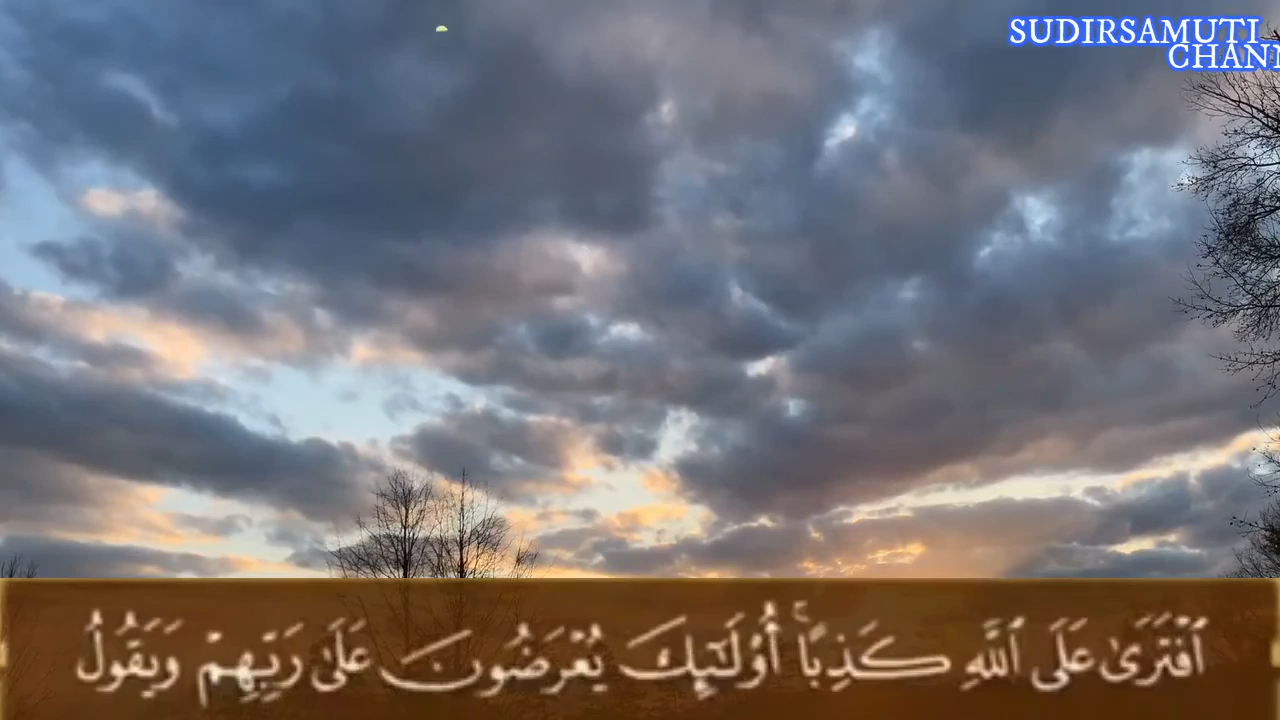 SUDIRSAMUTI
CHANN
ٱفْتَرَىٰ عَلَى ٱللَّهِ كَذِبًا ۚ أُو۟لَـٰٓئِكَ يُعْرَضُونَ عَلَىٰ رَبِّهِمْ وَيَقُولُ